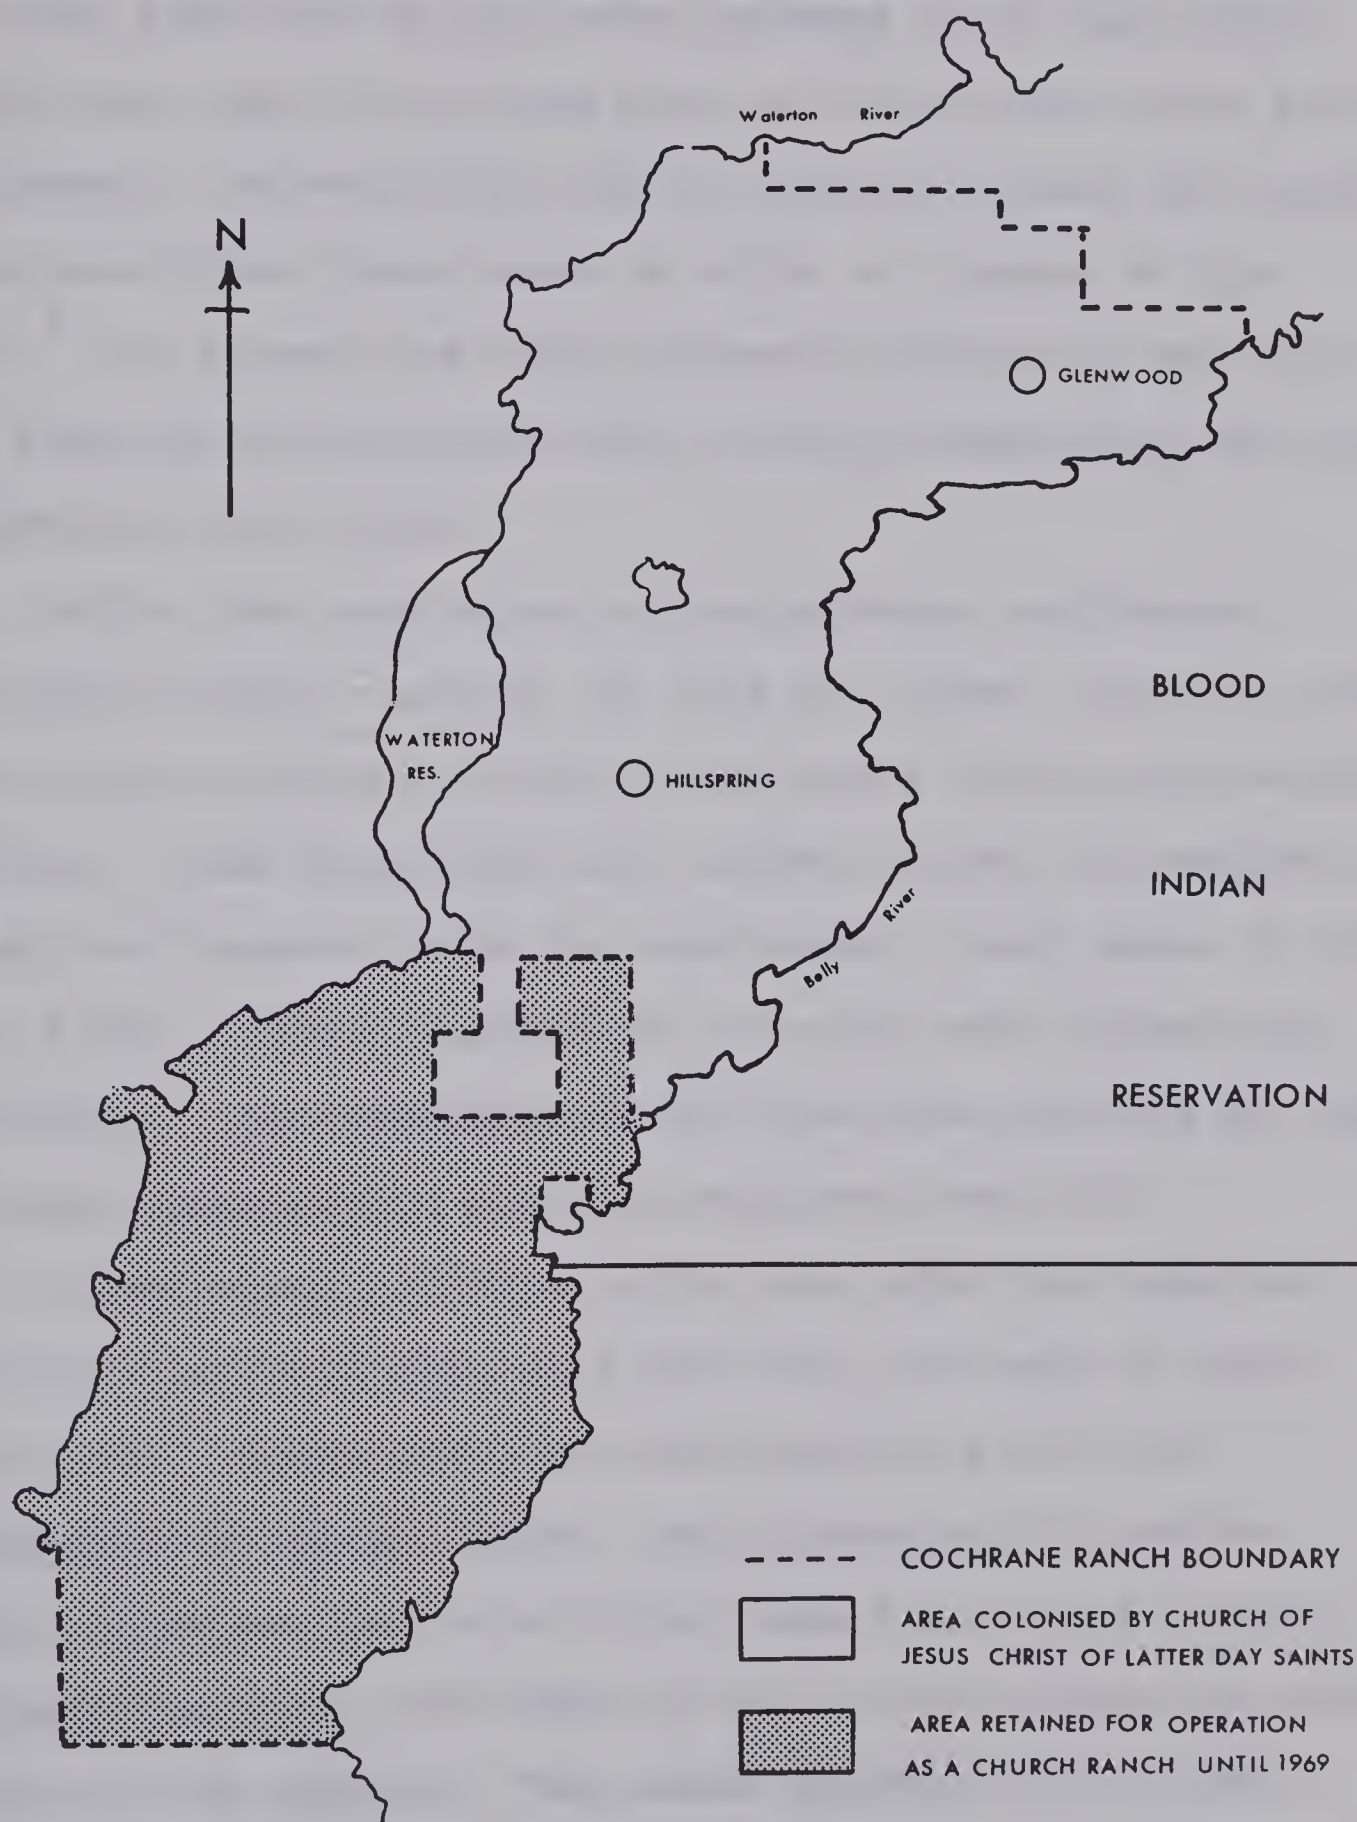 Waterton River
N
GLENWOOD
BLOOD
WATERTON
RES.
HILLSPRING
INDIAN
River
Belly
RESERVATION
COCHRANE RANCH BOUNDARY
AREA COLONISED BY CHURCH OF
JESUS CHRIST OF LATTER DAY SAINTS
AREA RETAINED FOR OPERATION
AS A CHURCH RANCH UNTIL 1969